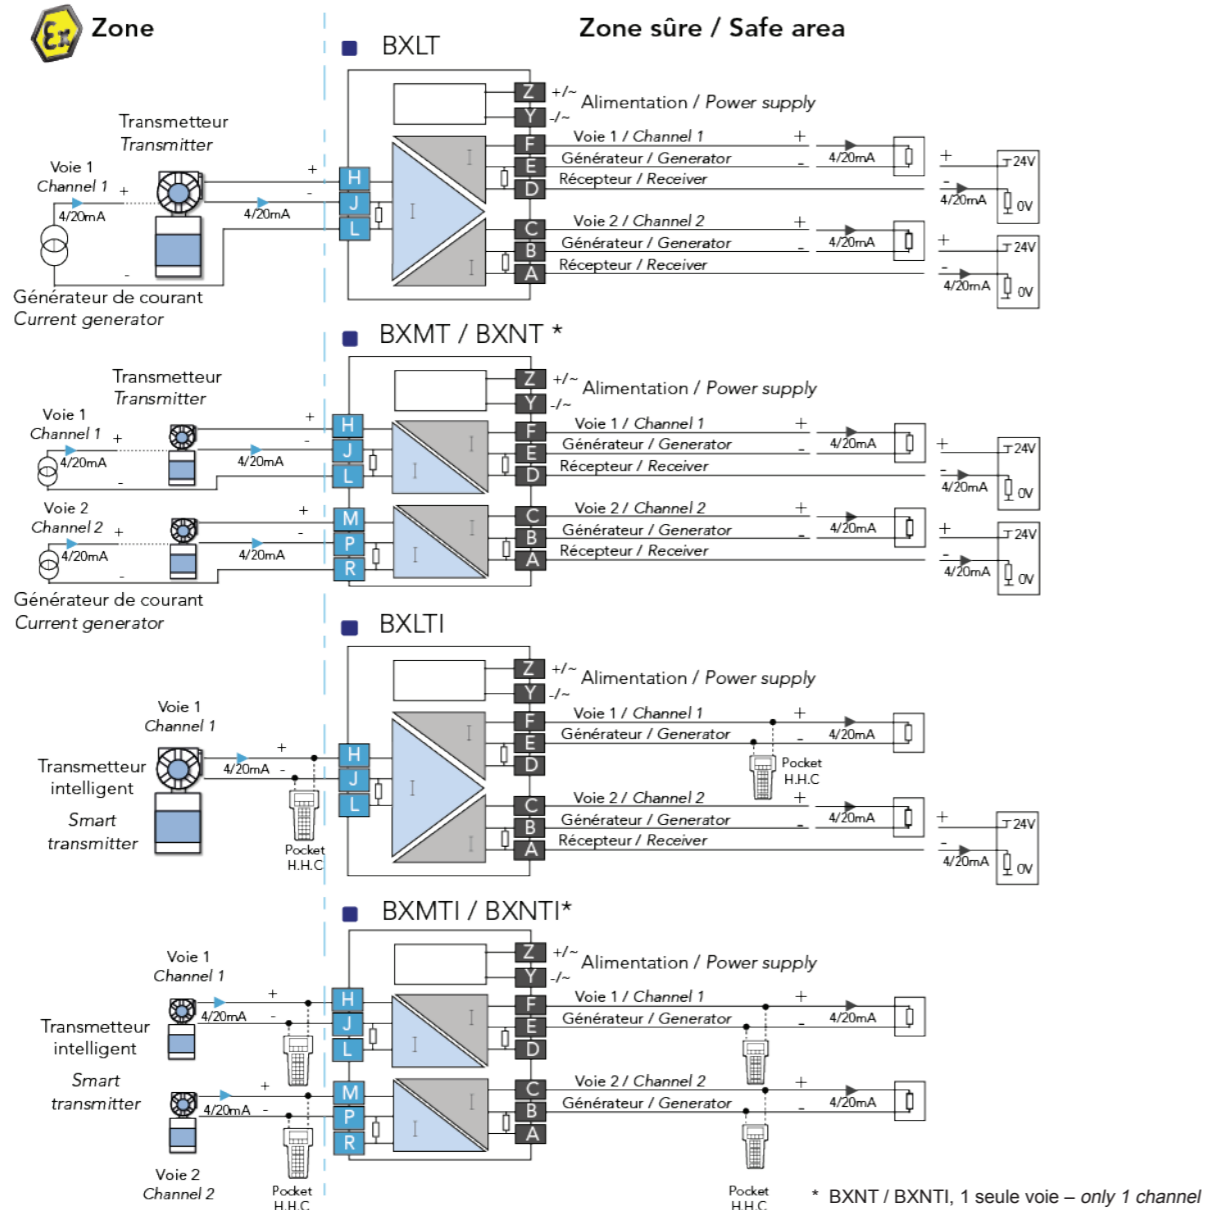 Ex Zone
Zone sûre / Safe area
BXLT
Z +/~ Alimentation / Power supply
Y -/~
Transmetteur
Transmitter
Voie 1
Channel 1
+
4/20mA
-
Générateur de courant
Current generator
+
-
4/20mA
H
J
L
I
I
I
F Voie 1 / Channel 1 +
E Générateur / Generator -
4/20mA
D Récepteur / Receiver
+
-
4/20mA
24V
0V
C Voie 2 / Channel 2 +
B Générateur / Generator -
4/20mA
A Récepteur / Receiver
+
-
4/20mA
24V
0V
BXMT / BXNT *
Z +/~ Alimentation / Power supply
Y -/~
Transmetteur
Transmitter
Voie 1
Channel 1
+
4/20mA
-
+
-
4/20mA
H
J
L
I
F Voie 1 / Channel 1 +
E Générateur / Generator -
4/20mA
D Récepteur / Receiver
+
-
4/20mA
24V
0V
Voie 2
Channel 2
+
4/20mA
-
+
-
4/20mA
M
P
R
I
C Voie 2 / Channel 2 +
B Générateur / Generator -
4/20mA
A Récepteur / Receiver
+
-
4/20mA
24V
0V
Générateur de courant
Current generator
BXLTI
Z +/~ Alimentation / Power supply
Y -/~
Voie 1
Channel 1
Transmetteur
intelligent
Smart
transmitter
+
4/20mA -
Pocket
H.H.C
H
J
L
I
I
I
F Voie 1 / Channel 1 +
E Générateur / Generator -
4/20mA
D
Pocket
H.H.C
C Voie 2 / Channel 2 +
B Générateur / Generator -
4/20mA
A Récepteur / Receiver
+
-
4/20mA
24V
0V
BXMTI / BXNTI*
Z +/~ Alimentation / Power supply
Y -/~
Voie 1
Channel 1
Transmetteur
intelligent
Smart
transmitter
+
4/20mA -
H
J
L
I
F Voie 1 / Channel 1 +
E Générateur / Generator -
4/20mA
D
+
4/20mA -
M
P
R
I
C Voie 2 / Channel 2 +
B Générateur / Generator -
4/20mA
A
Voie 2
Channel 2
Pocket
H.H.C
Pocket
H.H.C
* BXNT / BXNTI, 1 seule voie – only 1 channel